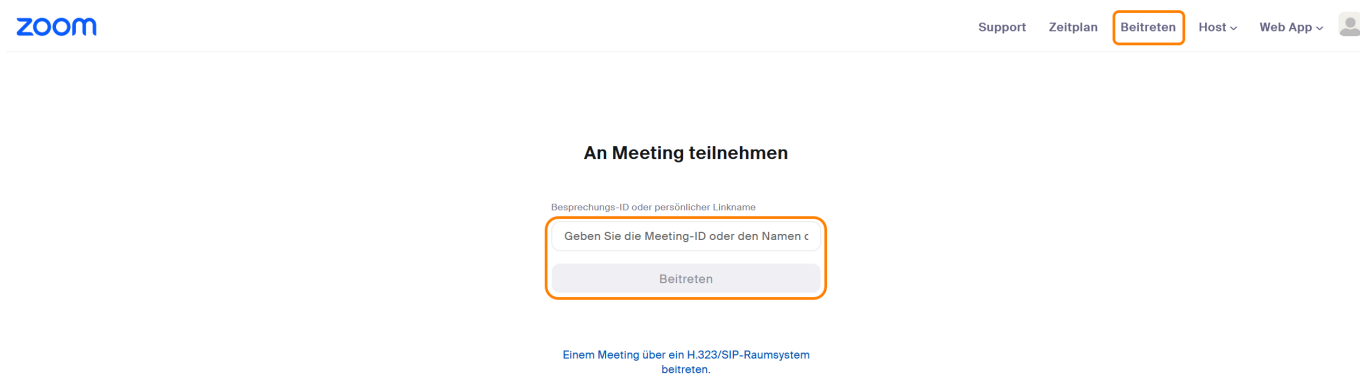 zoom
Support Zeitplan Beitreten Host Web App
An Meeting teilnehmen
Besprechungs-ID oder persönlicher Linkname
Geben Sie die Meeting-ID oder den Namen
Beitreten
Einem Meeting über ein H.323/SIP-Raumsystem
beitreten.